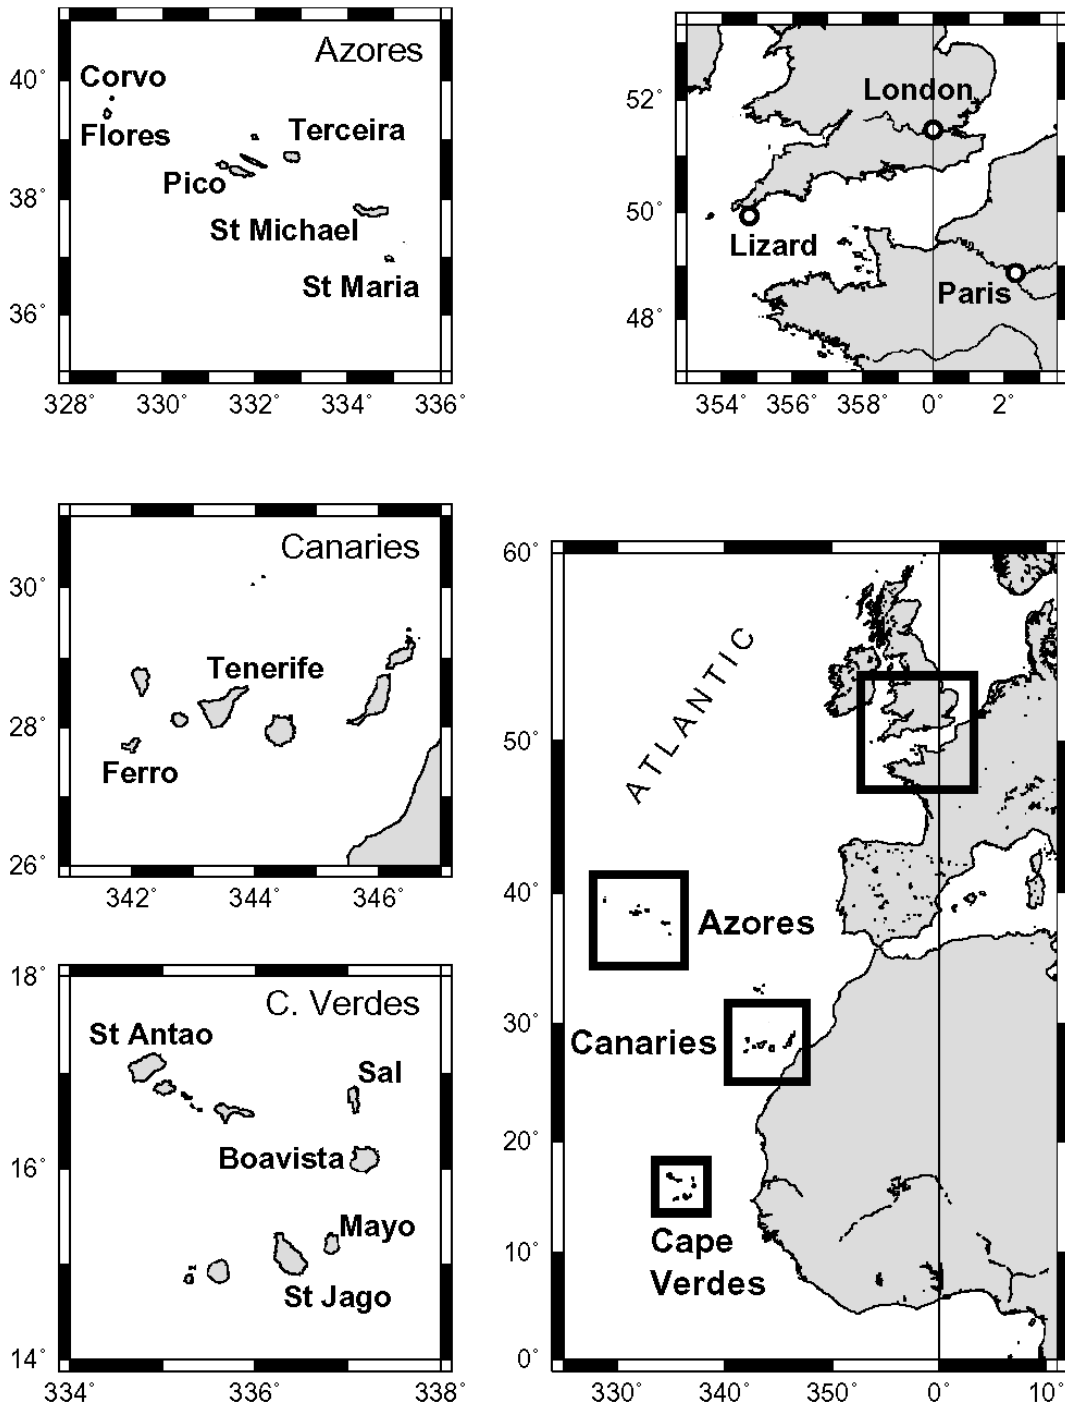 Azores
Corvo
Flores
Terceira
Pico
St Michael
St Maria
40°
38°
36°
328° 330° 332° 334° 336°
London
Lizard
Paris
52°
50°
48°
354° 356° 358° 0° 2°
Canaries
Tenerife
Ferro
30°
28°
26°
342° 344° 346°
C. Verdes
St Antao
Sal
Boavista
Mayo
St Jago
18°
16°
14°
334° 336° 338°
ATLANTIC
Azores
Canaries
Cape
Verdes
60°
50°
40°
30°
20°
10°
0°
330° 340° 350° 0° 10°